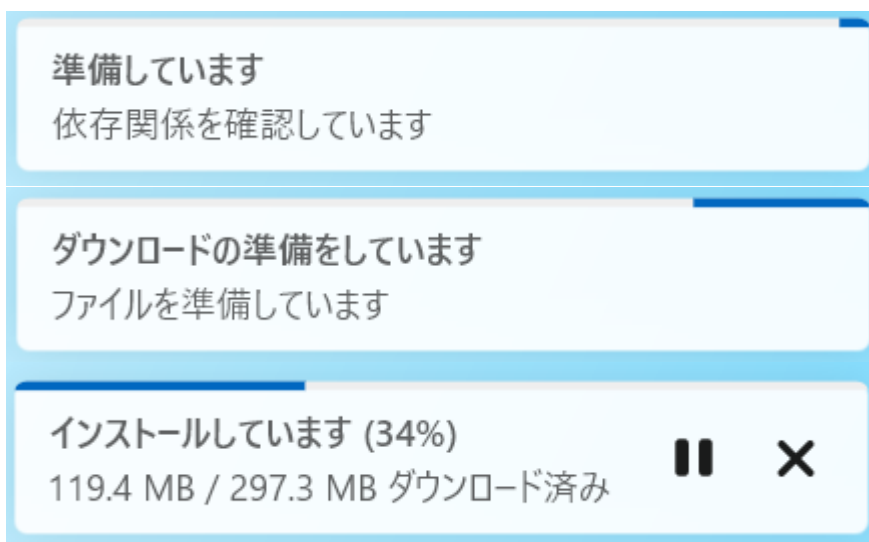 準備しています
依存関係を確認しています
ダウンロードの準備をしています
ファイルを準備しています
インストールしています (34%)
119.4 MB / 297.3 MB ダウンロード済み